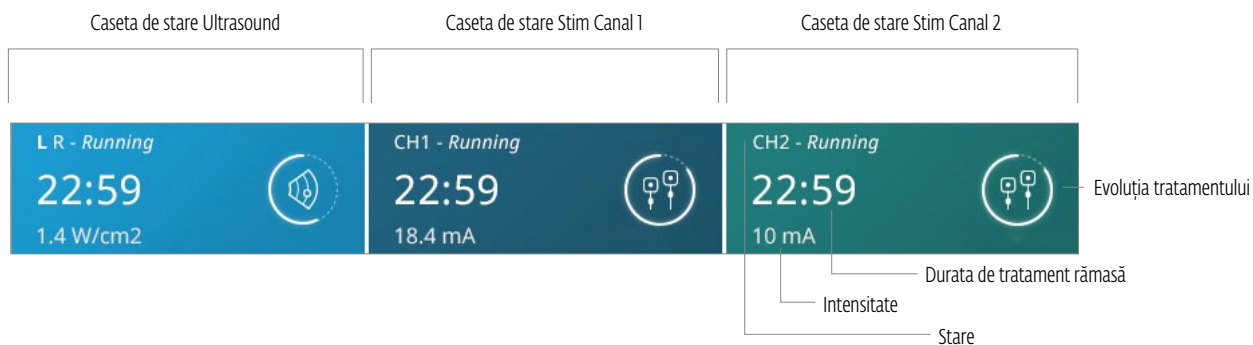 Caseta de stare Ultrasound
Caseta de stare Stim Canal 1
Caseta de stare Stim Canal 2
L R - Running
22:59
1.4 W/cm2
CH1 - Running
22:59
18.4 mA
CH2 - Running
22:59
10 mA
Evoluția tratamentului
Durata de tratament rămasă
Intensitate
Stare